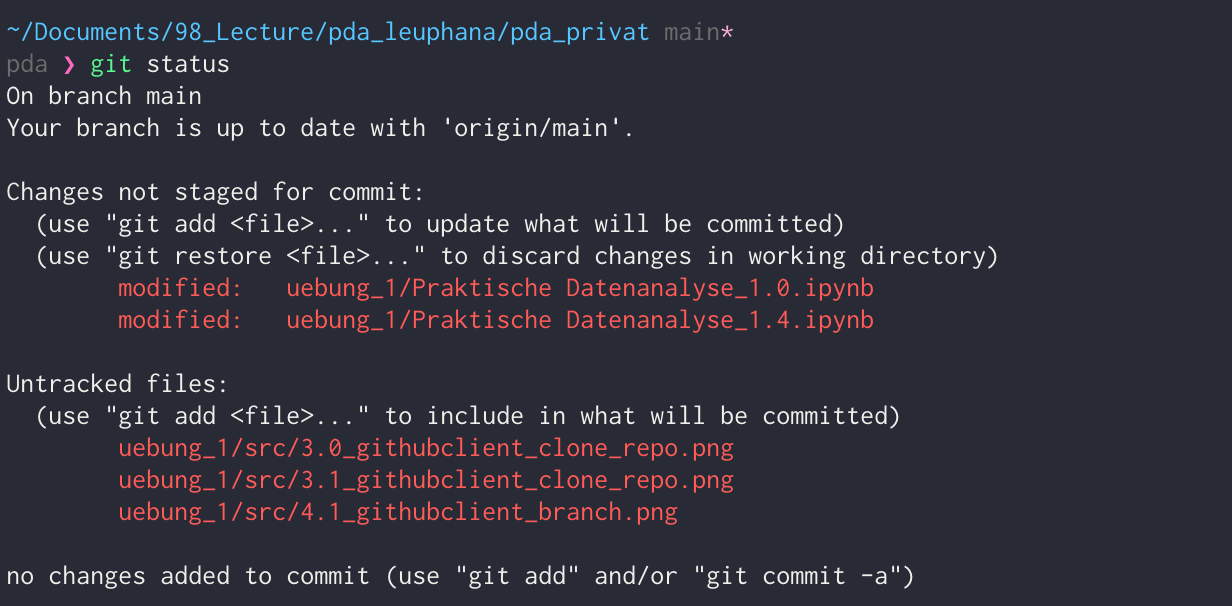 ~/Documents/98_Lecture/pda_leuphana/pda_privat main*
pda ❯ git status
On branch main
Your branch is up to date with 'origin/main'.
Changes not staged for commit:
(use "git add <file>..." to update what will be committed)
(use "git restore <file>..." to discard changes in working directory)
modified: uebung_1/Praktische Datenanalyse_1.0.ipynb
modified: uebung_1/Praktische Datenanalyse_1.4.ipynb
Untracked files:
(use "git add <file>..." to include in what will be committed)
uebung_1/src/3.0_githubclient_clone_repo.png
uebung_1/src/3.1_githubclient_clone_repo.png
uebung_1/src/4.1_githubclient_branch.png
no changes added to commit (use "git add" and/or "git commit -a")